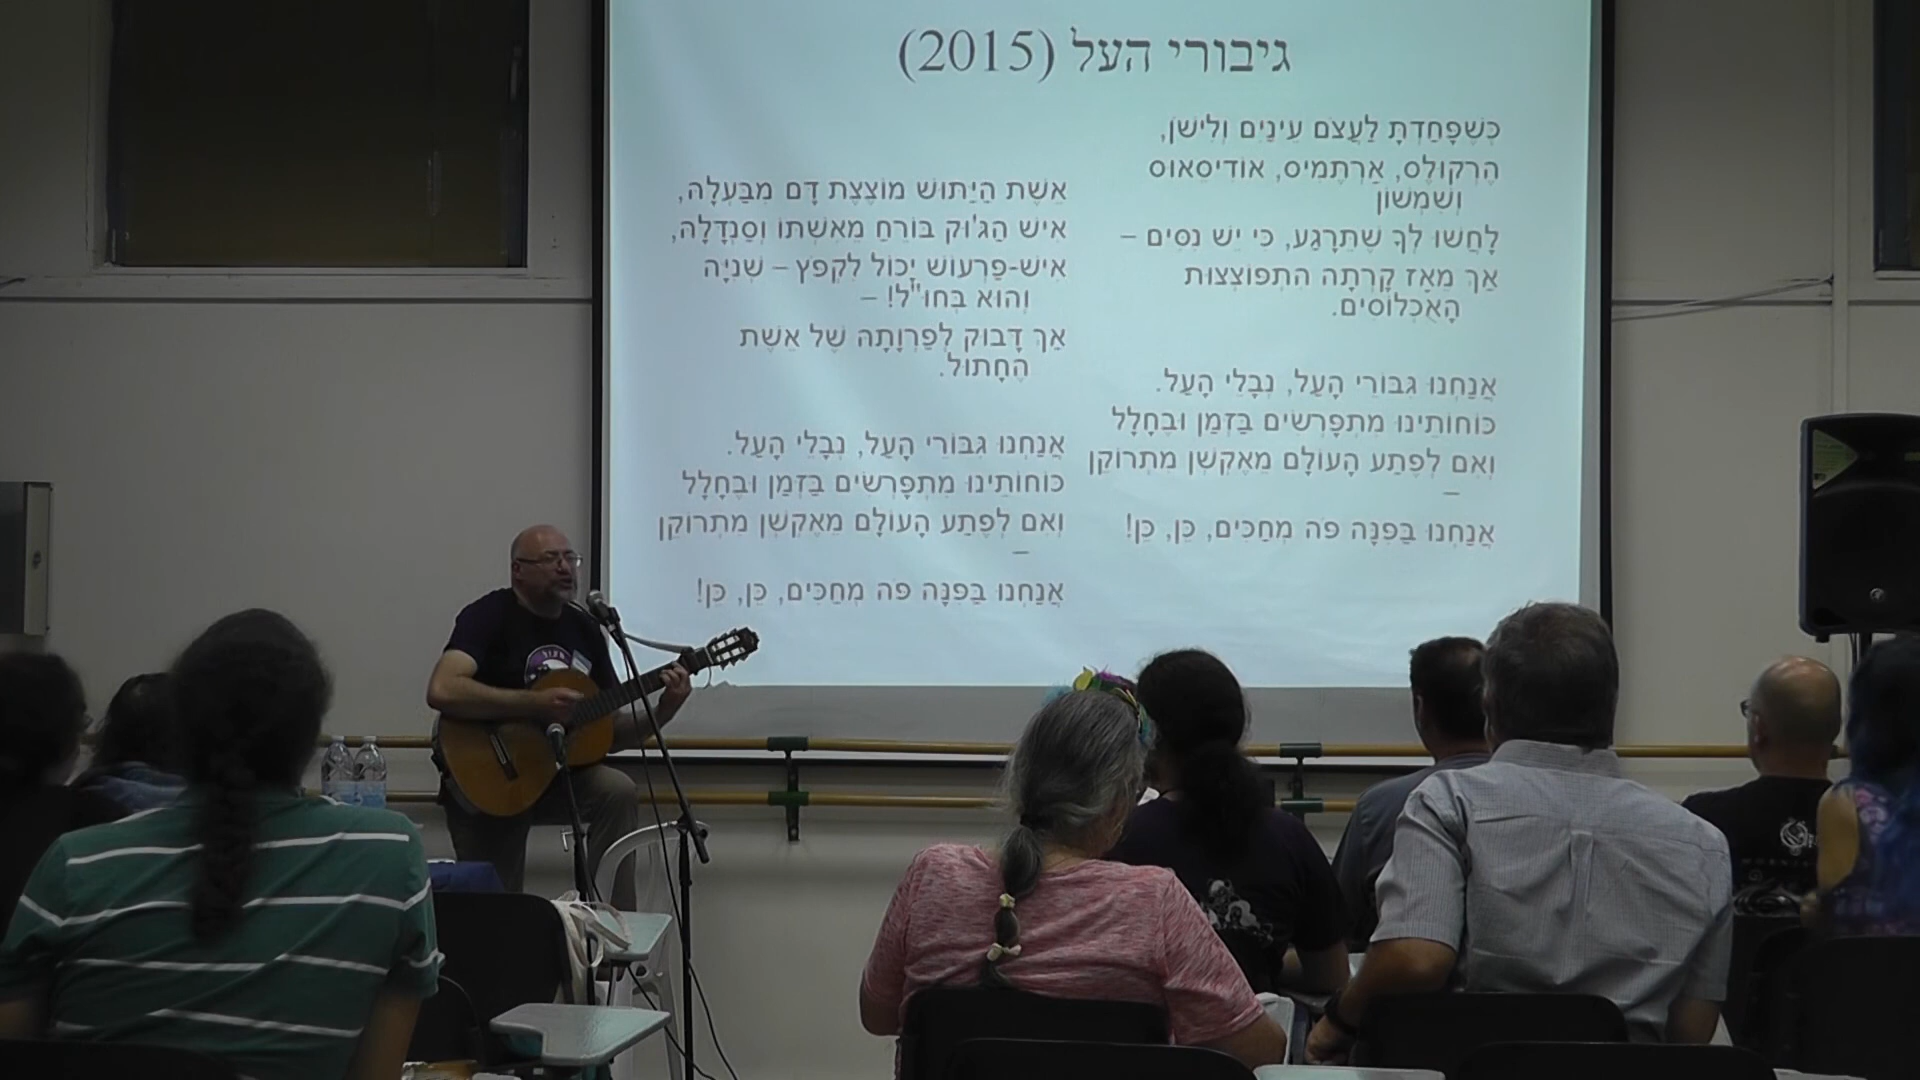 גיבורי העל (2015)
כְּשֶׁפָּחַדְתָּ לַעֲצֹם עֵינַיִם וְלִישֹׁן,
הֶרְקוּלֶס, אַרְתֶּמִיס, אוֹדִיסֵאוּס
וְשִׁמְשׁוֹן
לָחֲשׁוּ לְךָ שֶׁתֵּרָגַע, כִּי יֵשׁ נִסִּים –
אַךְ מֵאָז קָרְתָה הִתְפּוֹצְצוּת
הָאֻכְלוֹסִים.
אֲנַחְנוּ גִּבּוֹרֵי הָעַל, נִבָלֵי הָעַל.
כּוֹחוֹתֵינוּ מִתְפָּרְשִׂים בַּזְּמַן וּבֶחָלָל
וְאִם לְפֶתַע הָעוֹלָם מֵאֶקְשֶׁן מִתְרוֹקֵן
–
אֲנַחְנוּ בַּפִּנָּה פֹּה מְחַכִּים, כֵּן, כֵּן!
אֵשֶׁת הַיַּתּוּשׁ מוֹצֶצֶת דָּם מִבַּעְלָהּ,
אִישׁ הַגּ'וּק בּוֹרֵחַ מֵאִשְׁתּוֹ וְסַנְדָּלָהּ,
אִישׁ-פַּרְעוֹשׁ יָכוֹל לִקְפֹּץ – שְׁנִיָּה
וְהוּא בְּחוּ"ל! –
אַךְ דָּבוּק לְפַרְוָתָהּ שֶׁל אֵשֶׁת
הֶחָתוּל.
אֲנַחְנוּ גִּבּוֹרֵי הָעַל, נִבָלֵי הָעַל.
כּוֹחוֹתֵינוּ מִתְפָּרְשִׂים בַּזְּמַן וּבֶחָלָל
וְאִם לְפֶתַע הָעוֹלָם מֵאֶקְשֶׁן מִתְרוֹקֵן
–
אֲנַחְנוּ בַּפִּנָּה פֹּה מְחַכִּים, כֵּן, כֵּן!